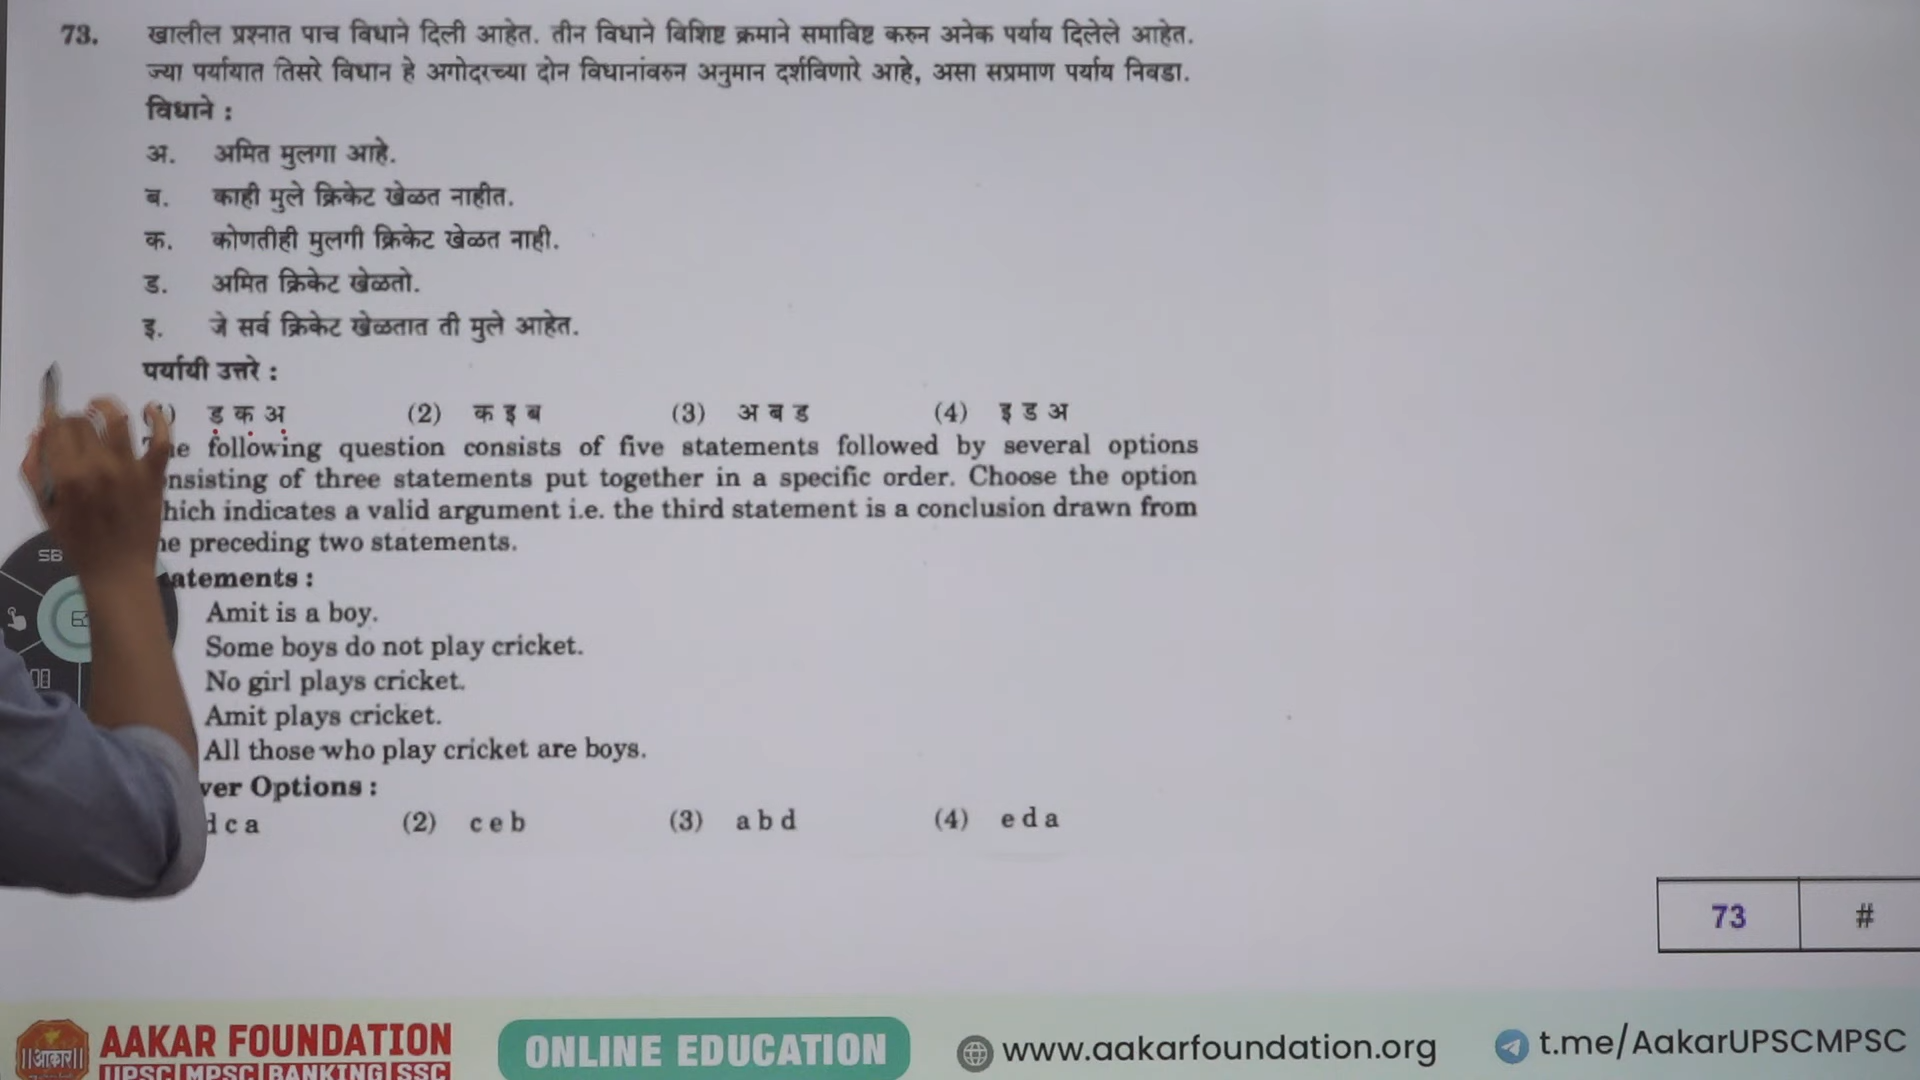 73. खालील प्रश्नात पाच विधाने दिली आहेत. तीन विधाने विशिष्ट क्रमाने समाविष्ट करुन अनेक पर्याय दिलेले आहेत.
ज्या पर्यायात तिसरे विधान हे अगोदरच्या दोन विधानांवरुन अनुमान दर्शविणारे आहे, असा सप्रमाण पर्याय निवडा.
विधाने :
अ. अमित मुलगा आहे.
ब. काही मुले क्रिकेट खेळत नाहीत.
क. कोणतीही मुलगी क्रिकेट खेळत नाही.
ड. अमित क्रिकेट खेळतो.
इ. जे सर्व क्रिकेट खेळतात ती मुले आहेत.
पर्यायी उत्तरे :
ड क अ (2) क इ ब (3) अ ब ड (4) इ ड अ
following question consists of five statements followed by several options
of three statements put together in a specific order. Choose the option
indicates a valid argument i.e. the third statement is a conclusion drawn from
preceding two statements.
Amit is a boy.
Some boys do not play cricket.
No girl plays cricket.
Amit plays cricket.
All those who play cricket are boys.
Options :
d c a (2) c e b (3) a b d (4) e d a
SB
73 #
||आकार|| AAKAR FOUNDATION
UPSC|MPSC|BANKING|SSC
ONLINE EDUCATION
www.aakarfoundation.org
t.me/AakarUPSCMPSC